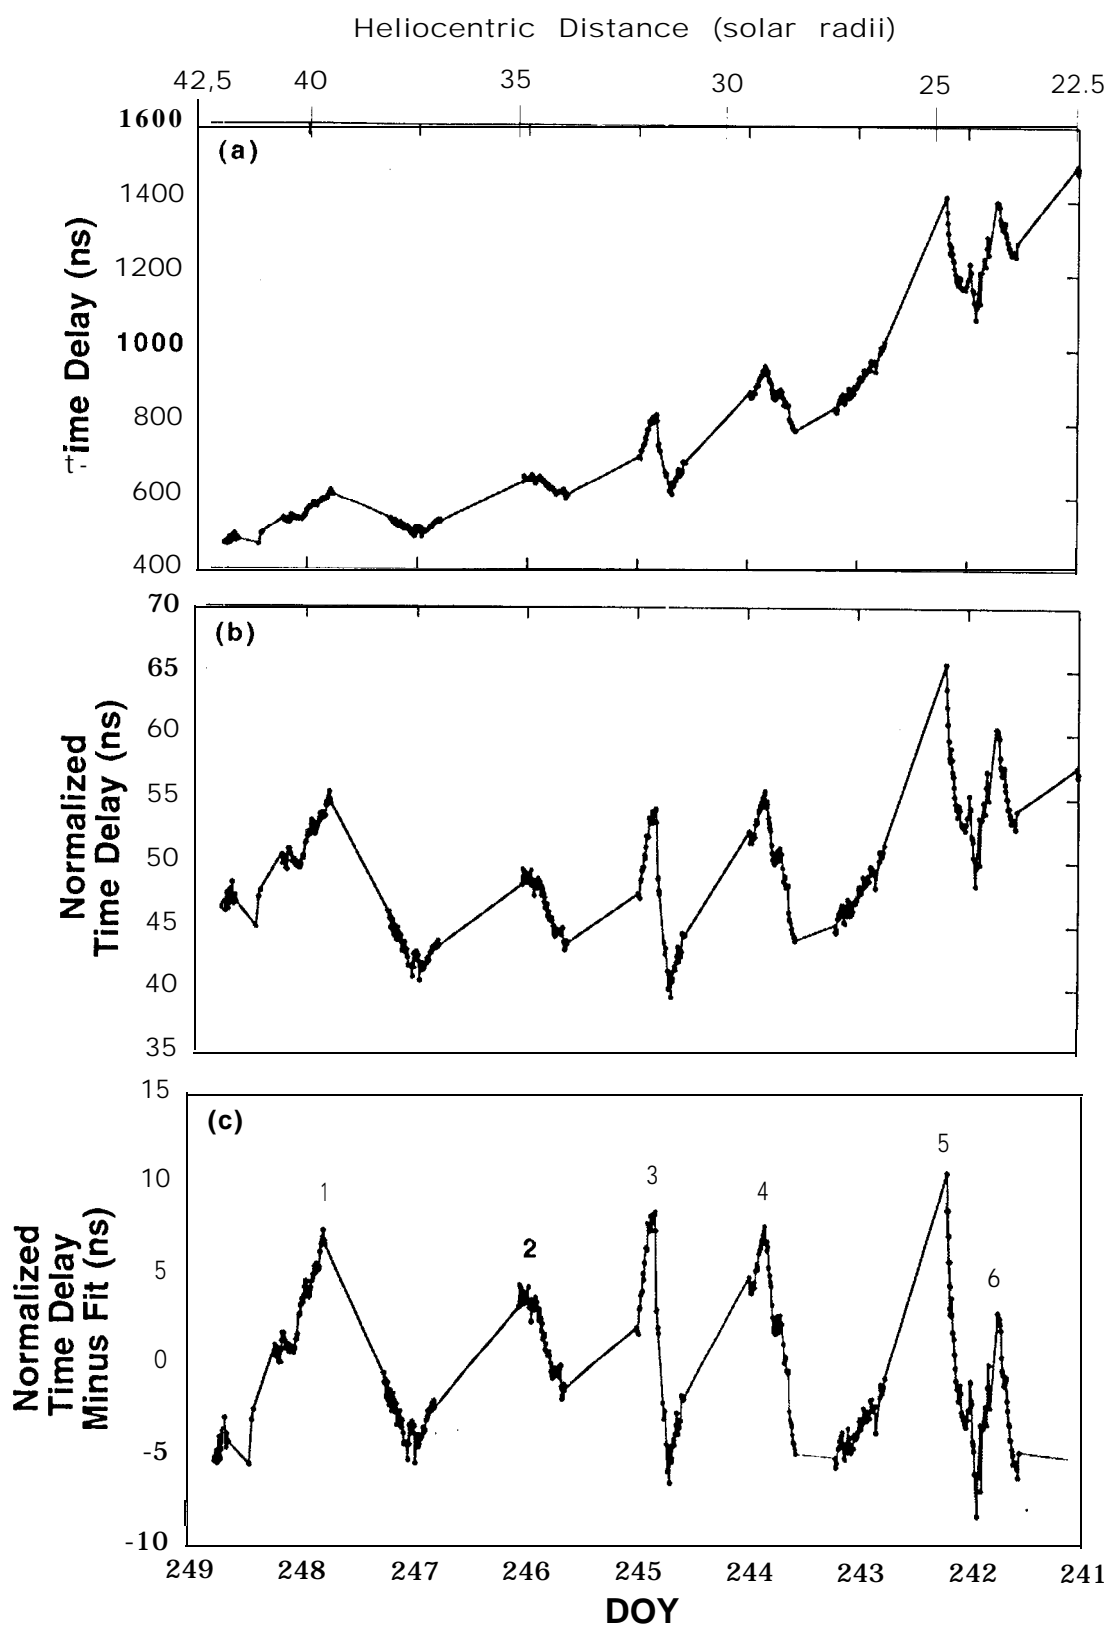 Heliocentric Distance (solar radii)
42,5 40 35 30 25 22.5
(a)
1600
1400
1200
1000
800
600
400
t-ime Delay (ns)
(b)
70
65
60
55
50
45
40
35
Normalized
Time Delay (ns)
(c)
15
10
5
0
-5
-10
Normalized
Time Delay
Minus Fit (ns)
1 2 3 4 5 6
249 248 247 246 245 244 243 242 241
DOY